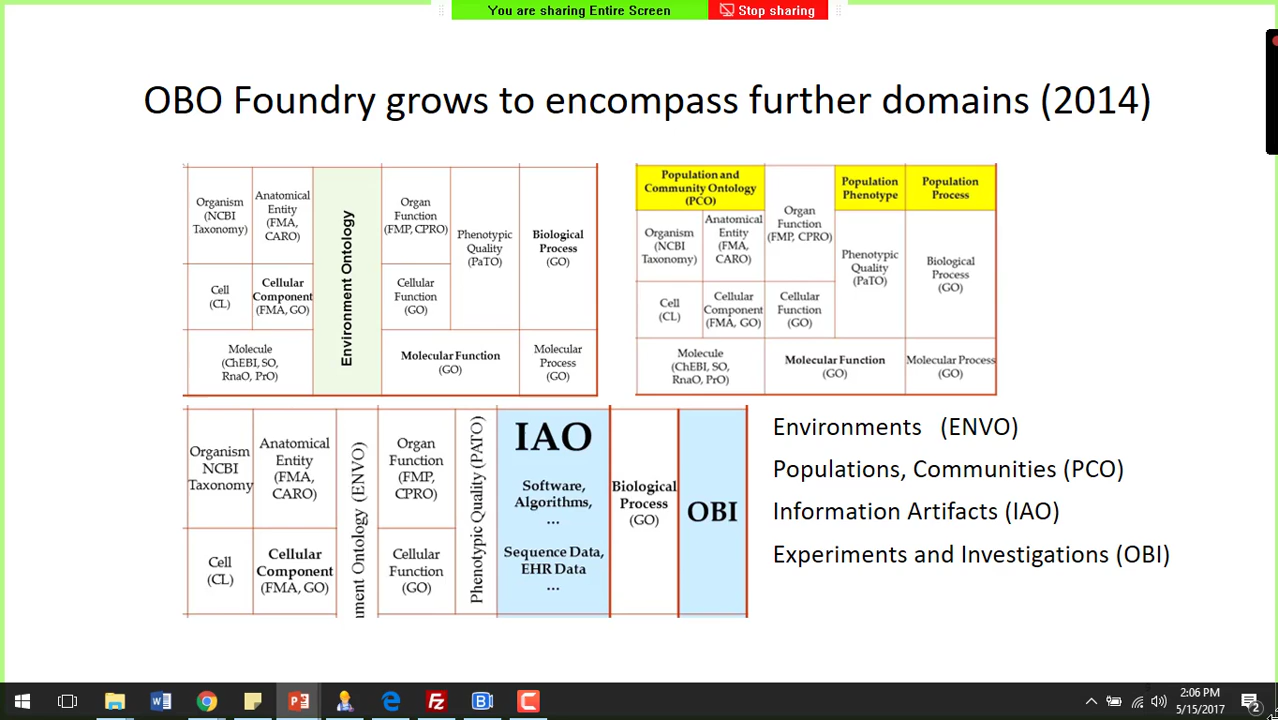 You are sharing Entire Screen
Stop sharing
OBO Foundry grows to encompass further domains (2014)
Organism
(NCBI
Taxonomy)
Anatomical
Entity
(FMA,
CARO)
Environment Ontology
Organ
Function
(FMP, CPRO)
Phenotypic
Quality
(PaTO)
Biological
Process
(GO)
Cell
(CL)
Cellular
Component
(FMA, GO)
Cellular
Function
(GO)
Molecule
(ChEBI, SO,
RnaO, PrO)
Molecular Function
(GO)
Molecular
Process
(GO)
Population and
Community Ontology
(PCO)
Organ
Function
(FMP, CPRO)
Population
Phenotype
Population
Process
Organism
(NCBI
Taxonomy)
Anatomical
Entity
(FMA,
CARO)
Phenotypic
Quality
(PaTO)
Biological
Process
(GO)
Cell
(CL)
Cellular
Component
(FMA, GO)
Cellular
Function
(GO)
Molecule
(ChEBI, SO,
RnaO, PrO)
Molecular Function
(GO)
Molecular Process
(GO)
Organism
NCBI
Taxonomy
Anatomical
Entity
(FMA,
CARO)
ment Ontology (ENVO)
Organ
Function
(FMP,
CPRO)
Phenotypic Quality (PATO)
IAO
Software,
Algorithms,
...
Sequence Data,
EHR Data
...
Biological
Process
(GO)
OBI
Cell
(CL)
Cellular
Component
(FMA, GO)
Cellular
Function
(GO)
Environments (ENVO)
Populations, Communities (PCO)
Information Artifacts (IAO)
Experiments and Investigations (OBI)
2:06 PM
5/15/2017
2